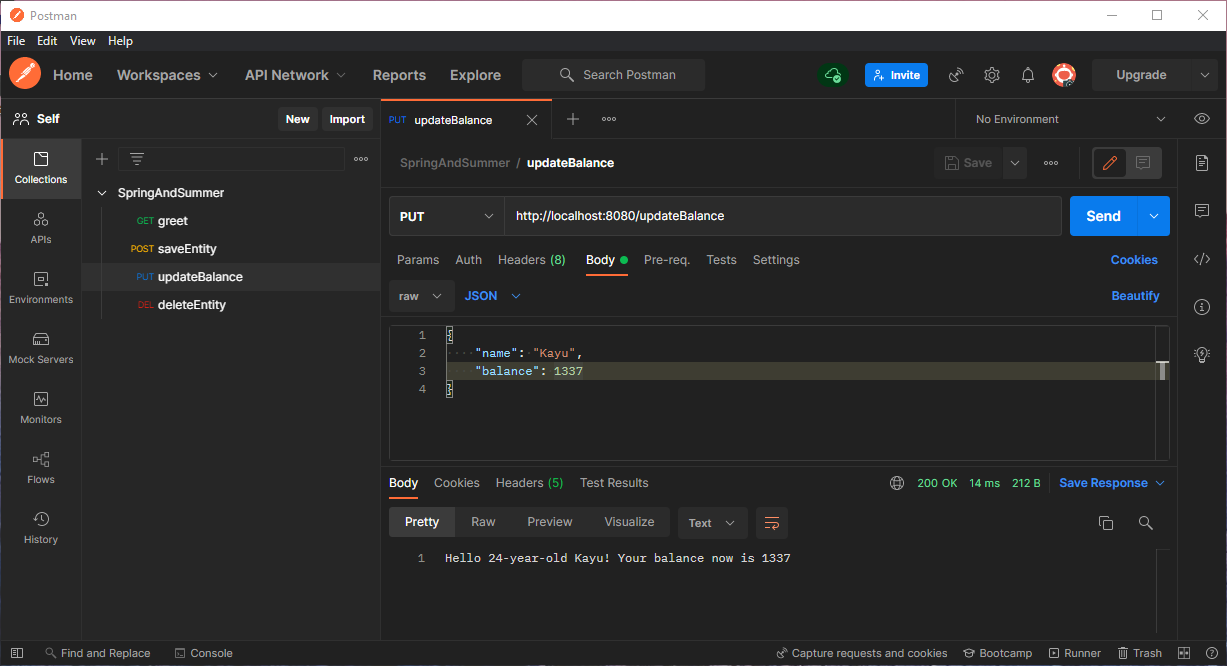 Postman
File Edit View Help
Home Workspaces API Network Reports Explore Search Postman Invite Upgrade
Self New Import PUT updateBalance No Environment
SpringAndSummer / updateBalance Save
Collections
APIs
Environments
Mock Servers
Monitors
Flows
History
SpringAndSummer
GET greet
POST saveEntity
PUT updateBalance
DEL deleteEntity
PUT http://localhost:8080/updateBalance Send
Params Auth Headers (8) Body Pre-req. Tests Settings Cookies
raw JSON Beautify
1 {
2 "name": "Kayu",
3 "balance": 1337
4 }
Body Cookies Headers (5) Test Results 200 OK 14 ms 212 B Save Response
Pretty Raw Preview Visualize Text
1 Hello 24-year-old Kayu! Your balance now is 1337
Find and Replace Console Capture requests and cookies Bootcamp Runner Trash